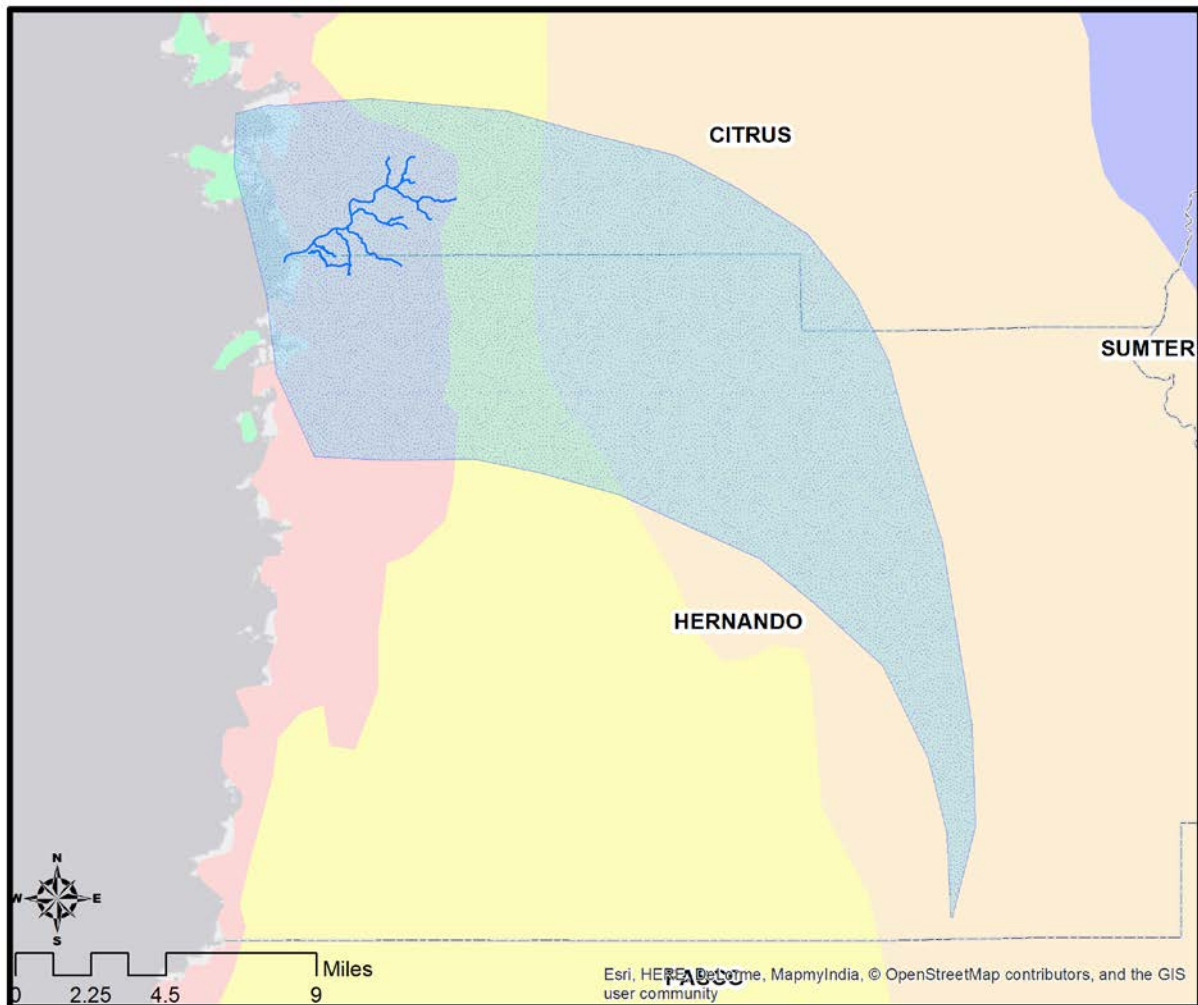 CITRUS
SUMTER
HERNANDO
N
W E
S
Miles
0 2.25 4.5 9
PASCO
Esri, HERE, DeLorme, MapmyIndia, © OpenStreetMap contributors, and the GIS
user community